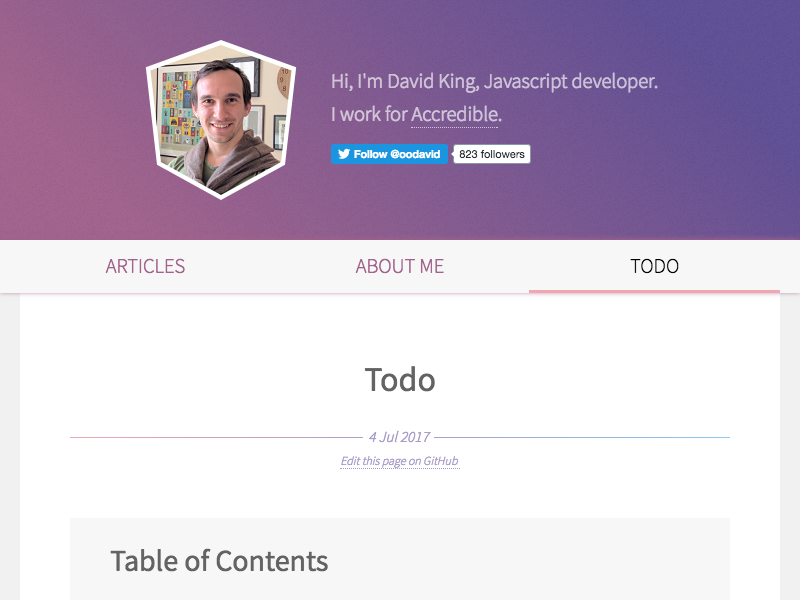 Hi, I'm David King, Javascript developer.
I work for Accredible.
Follow @oodavid
823 followers
ARTICLES
ABOUT ME
TODO
Todo
4 Jul 2017
Edit this page on GitHub
Table of Contents